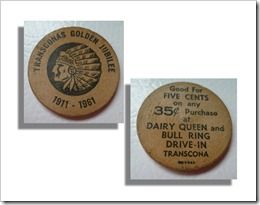 TRANSCONAS GOLDEN JUBILEE
1911 - 1961
Good For
FIVE CENTS
on any
35¢ Purchase
at
DAIRY QUEEN and
BULL RING
DRIVE-IN
TRANSCONA